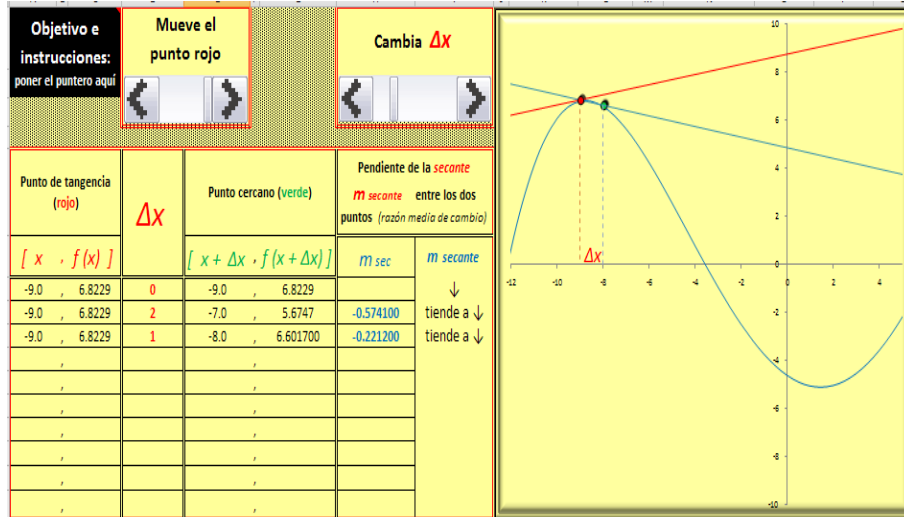 Objetivo e
instrucciones:
poner el puntero aquí
Mueve el
punto rojo
Cambia Δx
Punto de tangencia
(rojo)
Δx
Punto cercano (verde)
Pendiente de la secante
m secante entre los dos
puntos (razón media de cambio)
[ x , f (x) ]
[ x + Δx , f (x + Δx) ]
m sec
m secante
-9.0 , 6.8229 0 -9.0 , 6.8229 ↓
-9.0 , 6.8229 2 -7.0 , 5.6747 -0.574100 tiende a ↓
-9.0 , 6.8229 1 -8.0 , 6.601700 -0.221200 tiende a ↓
, ,
, ,
, ,
, ,
, ,
, ,
, ,
10
8
6
4
2
0
-12 -10 -8 -6 -4 -2 0 2 4
Δx
-2
-4
-6
-8
-10